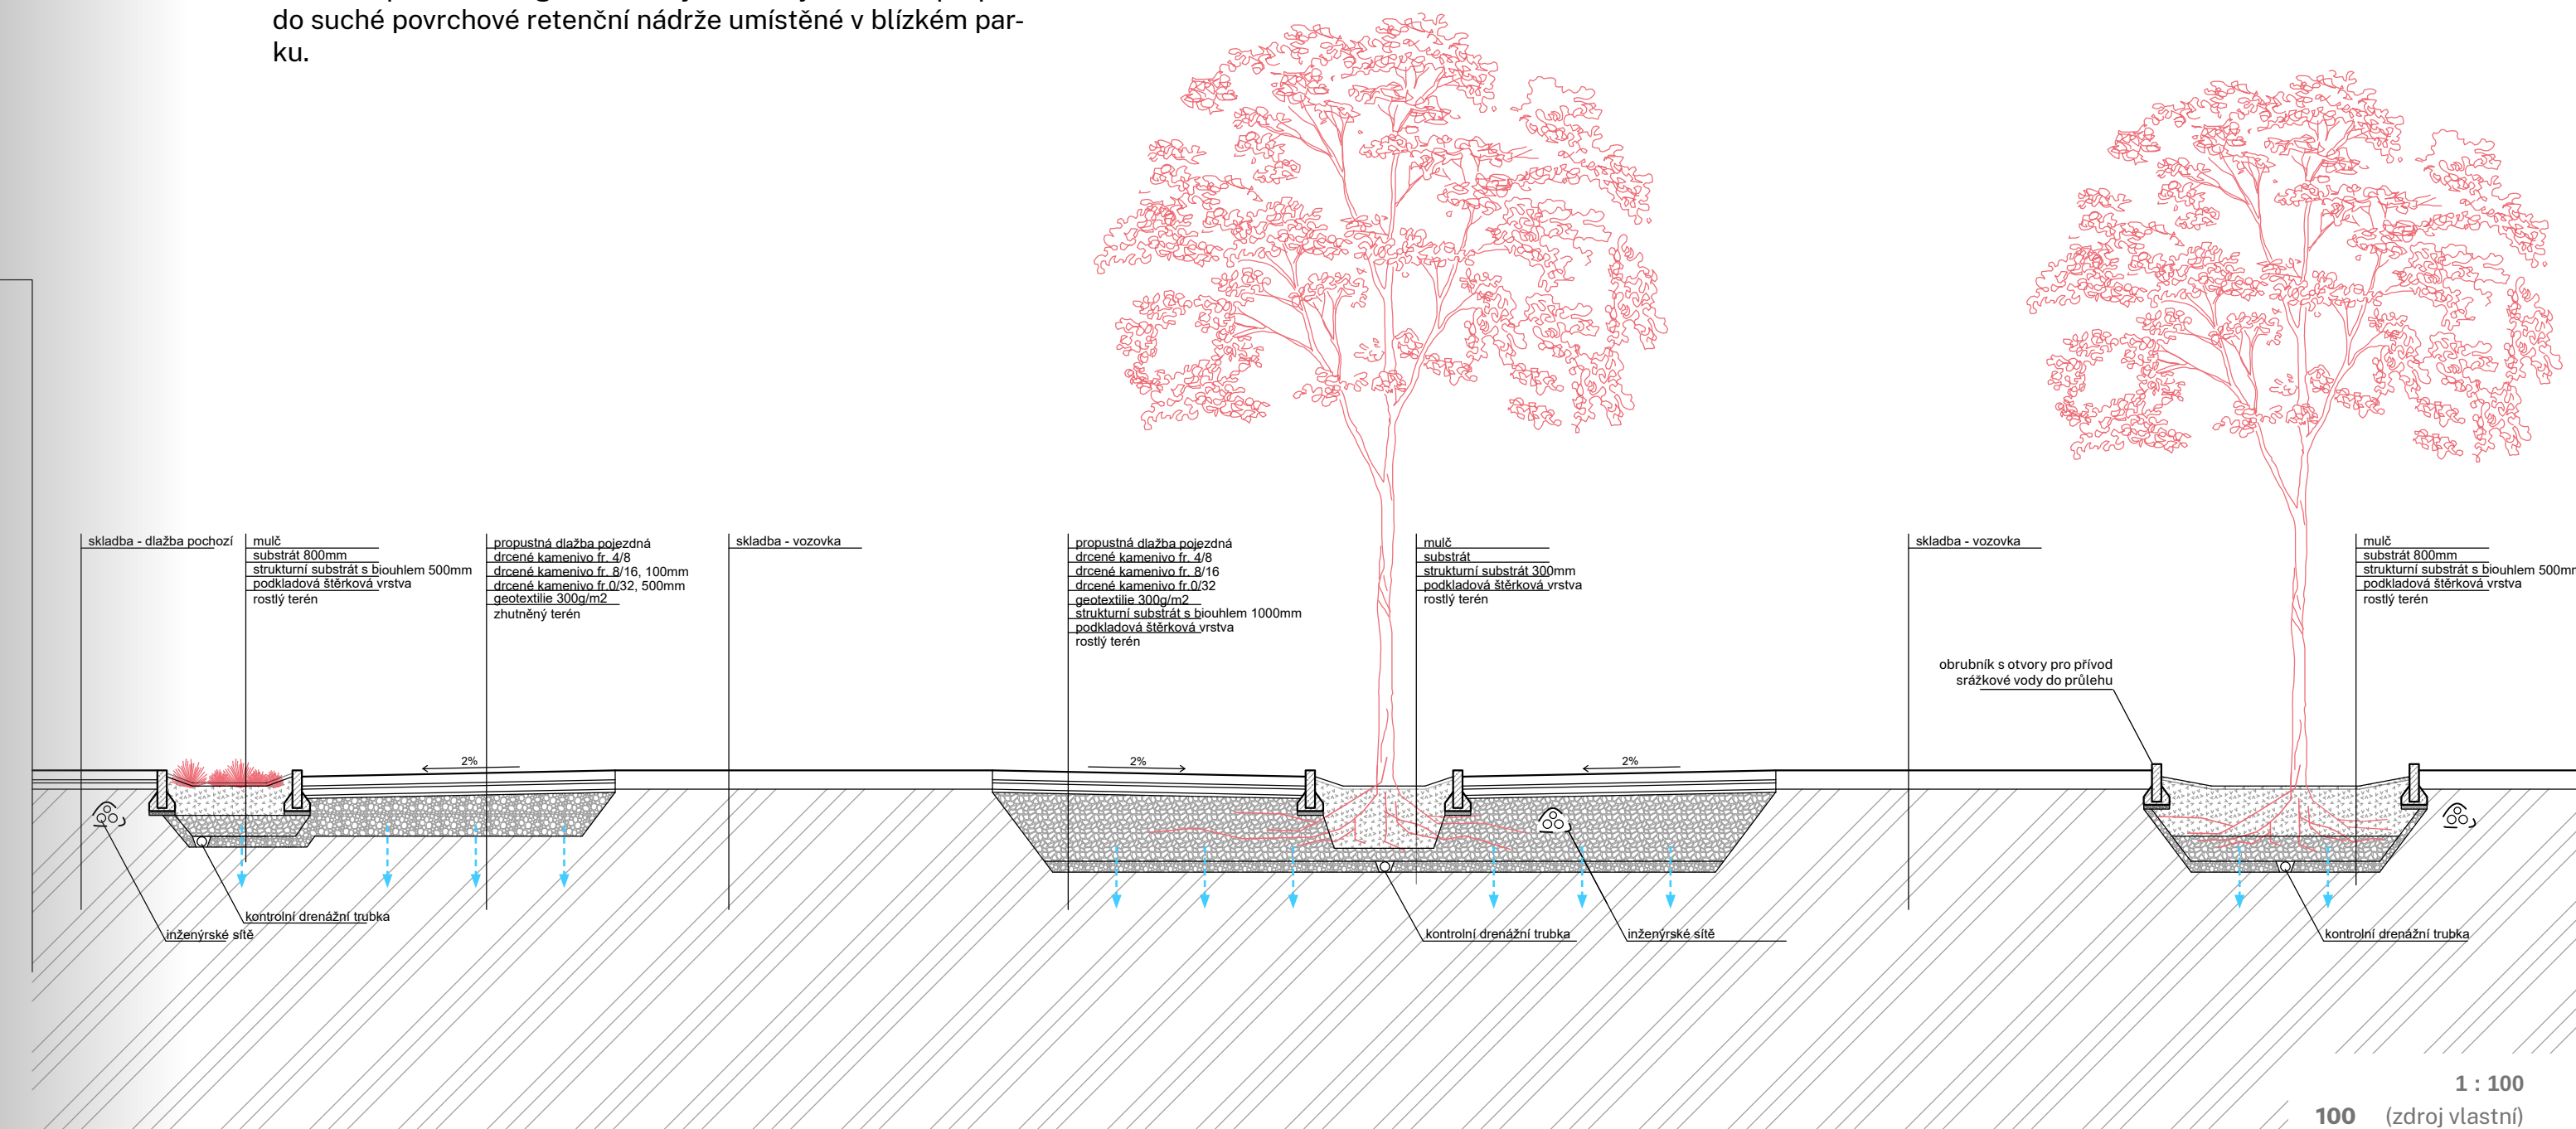 do suché povrchové retenční nádrže umístěné v blízkém par-
ku.
skladba - dlažba pochozí
mulč
substrát 800mm
strukturní substrát s biouhlem 500mm
podkladová štěrková vrstva
rostlý terén
propustná dlažba pojezdná
drcené kamenivo fr. 4/8
drcené kamenivo fr. 8/16, 100mm
drcené kamenivo fr.0/32, 500mm
geotextilie 300g/m2
zhutněný terén
skladba - vozovka
propustná dlažba pojezdná
drcené kamenivo fr. 4/8
drcené kamenivo fr. 8/16
drcené kamenivo fr.0/32
geotextilie 300g/m2
strukturní substrát s biouhlem 1000mm
podkladová štěrková vrstva
rostlý terén
mulč
substrát
strukturní substrát 300mm
podkladová štěrková vrstva
rostlý terén
skladba - vozovka
mulč
substrát 800mm
strukturní substrát s biouhlem 500mm
podkladová štěrková vrstva
rostlý terén
obrubník s otvory pro přívod
srážkové vody do průlehu
2%
2%
2%
kontrolní drenážní trubka
inženýrské sítě
kontrolní drenážní trubka
inženýrské sítě
kontrolní drenážní trubka
1 : 100
100 (zdroj vlastní)